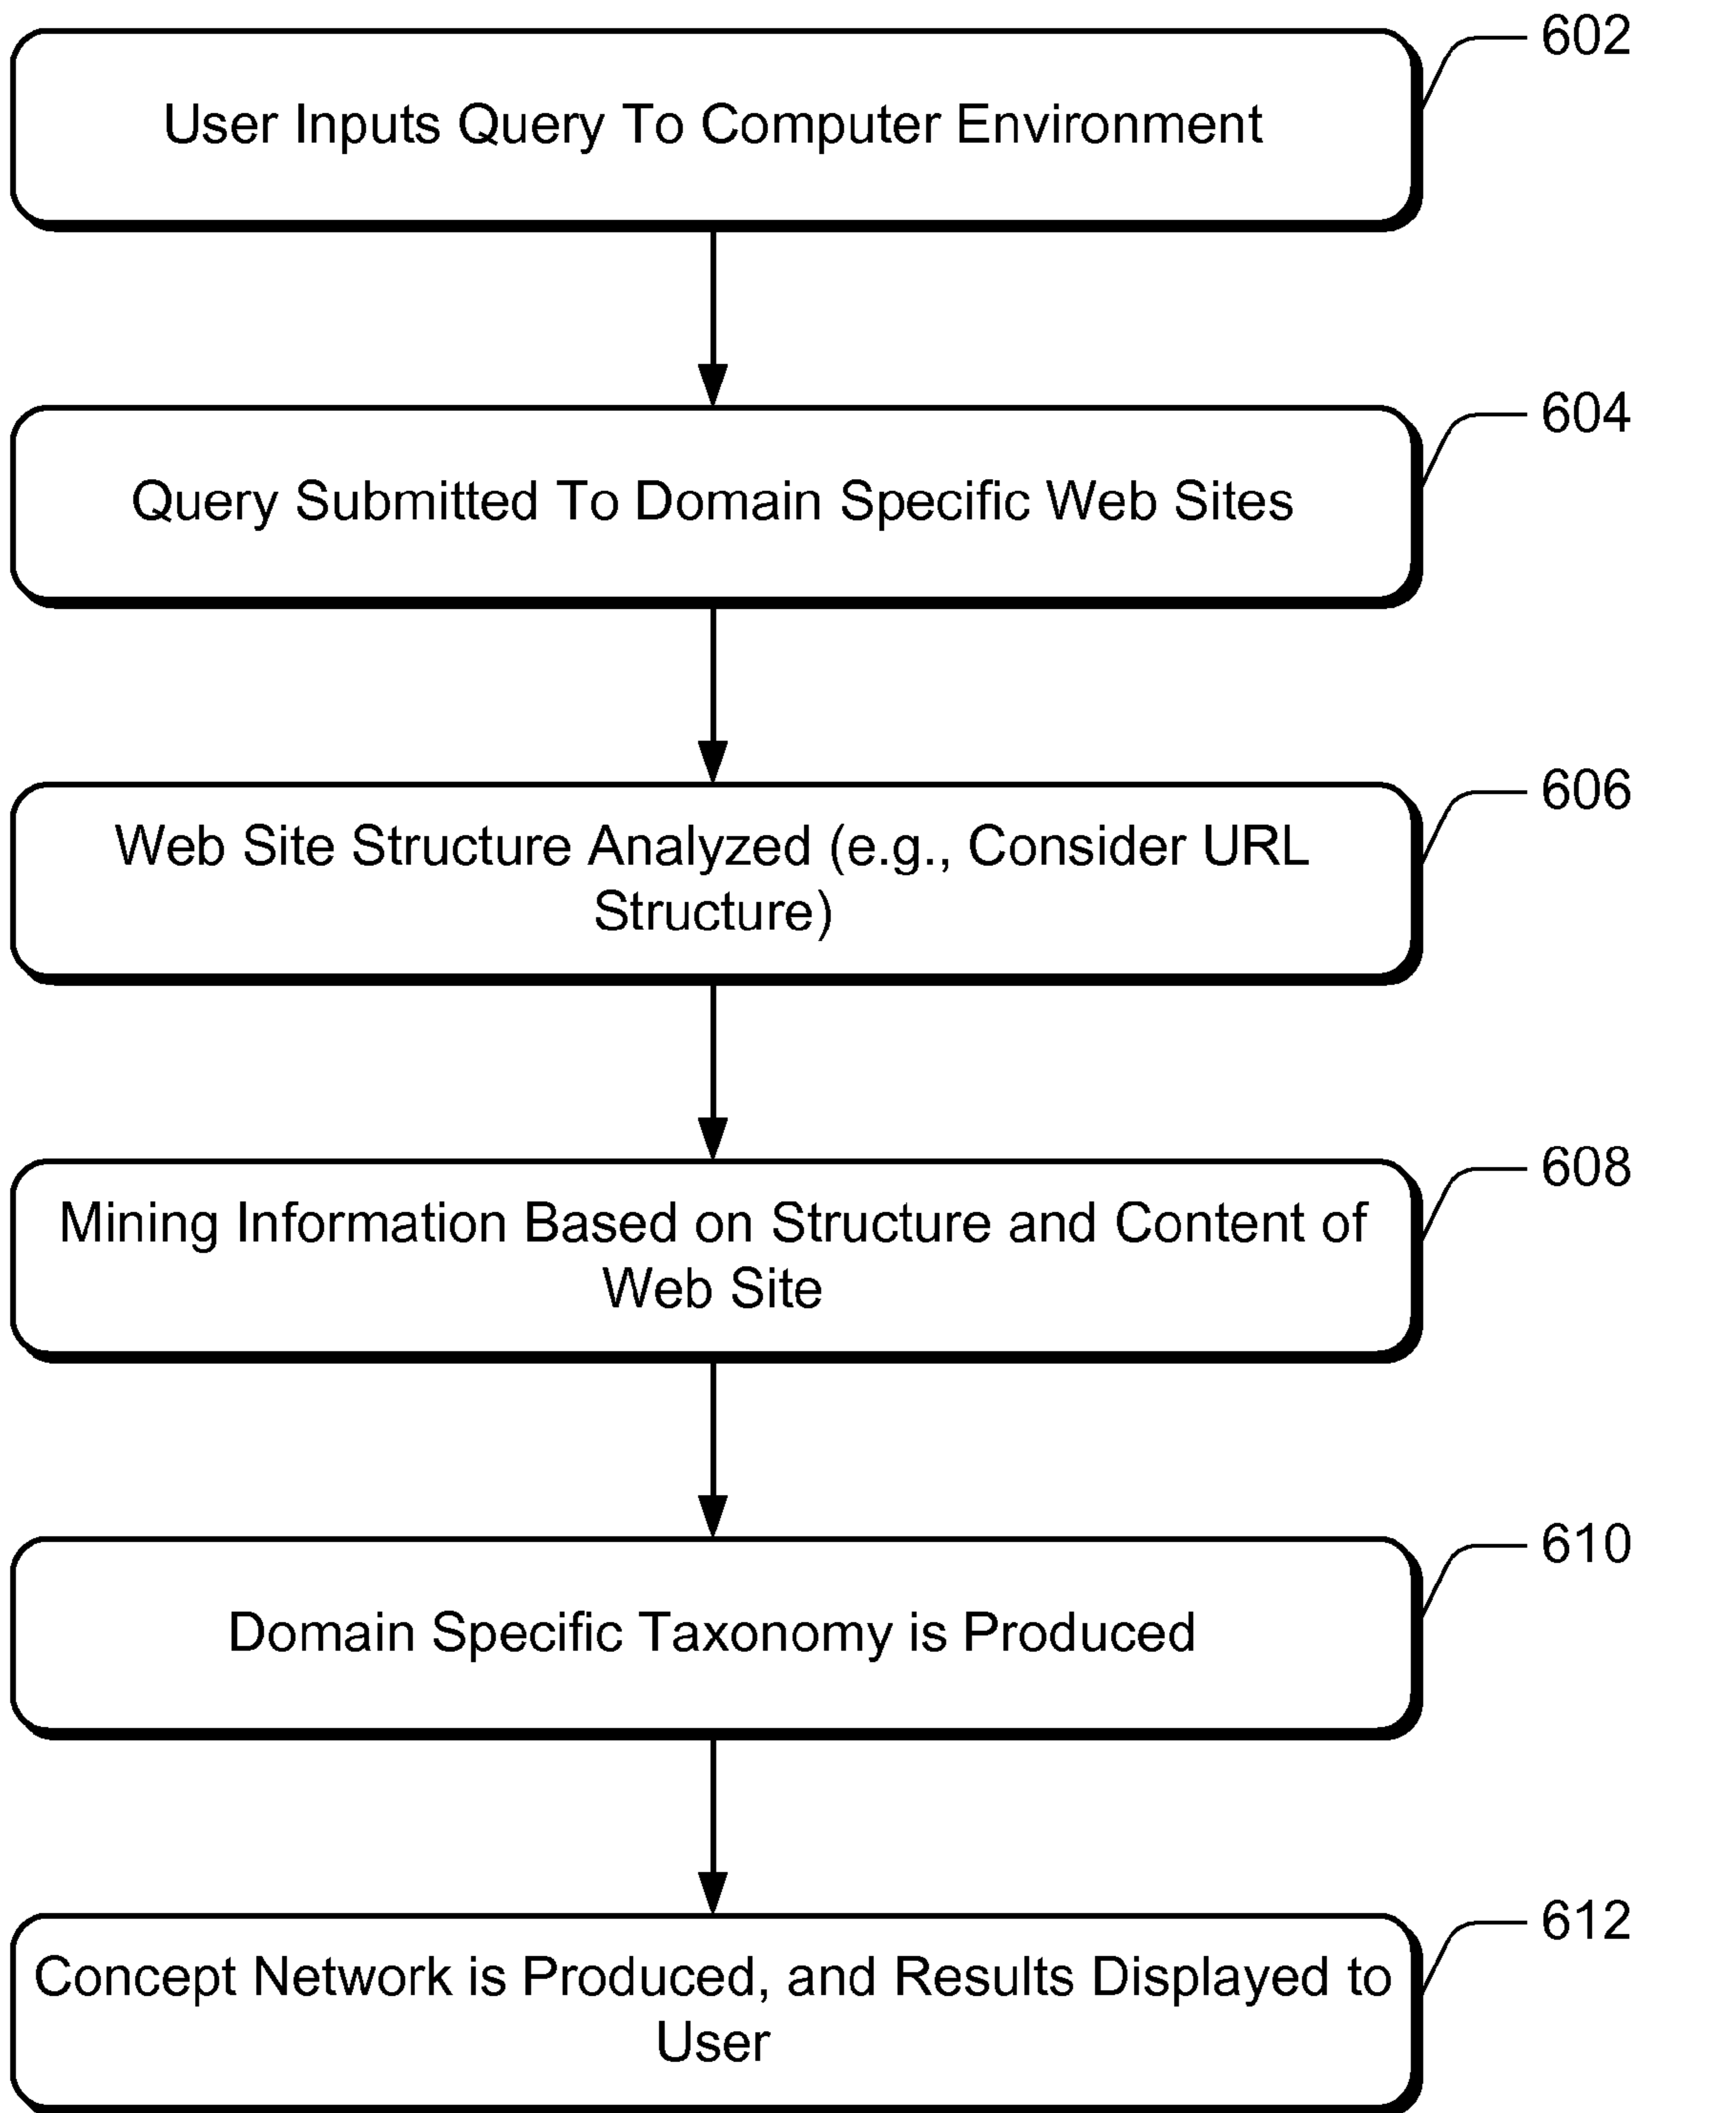 602
User Inputs Query To Computer Environment
604
Query Submitted To Domain Specific Web Sites
606
Web Site Structure Analyzed (e.g., Consider URL
Structure)
608
Mining Information Based on Structure and Content of
Web Site
610
Domain Specific Taxonomy is Produced
612
Concept Network is Produced, and Results Displayed to
User